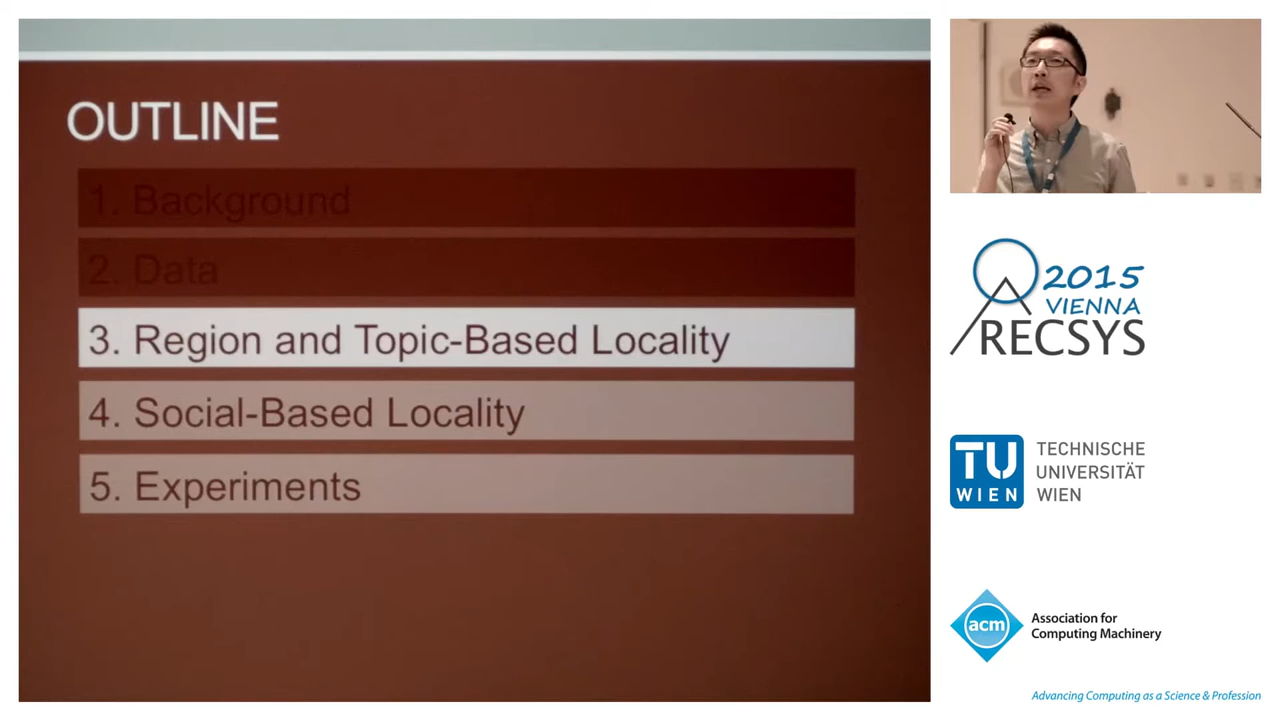 OUTLINE
1. Background
2. Data
3. Region and Topic-Based Locality
4. Social-Based Locality
5. Experiments
2015
VIENNA
RECSYS
TU
WIEN
TECHNISCHE
UNIVERSITÄT
WIEN
acm
Association for
Computing Machinery
Advancing Computing as a Science & Profession